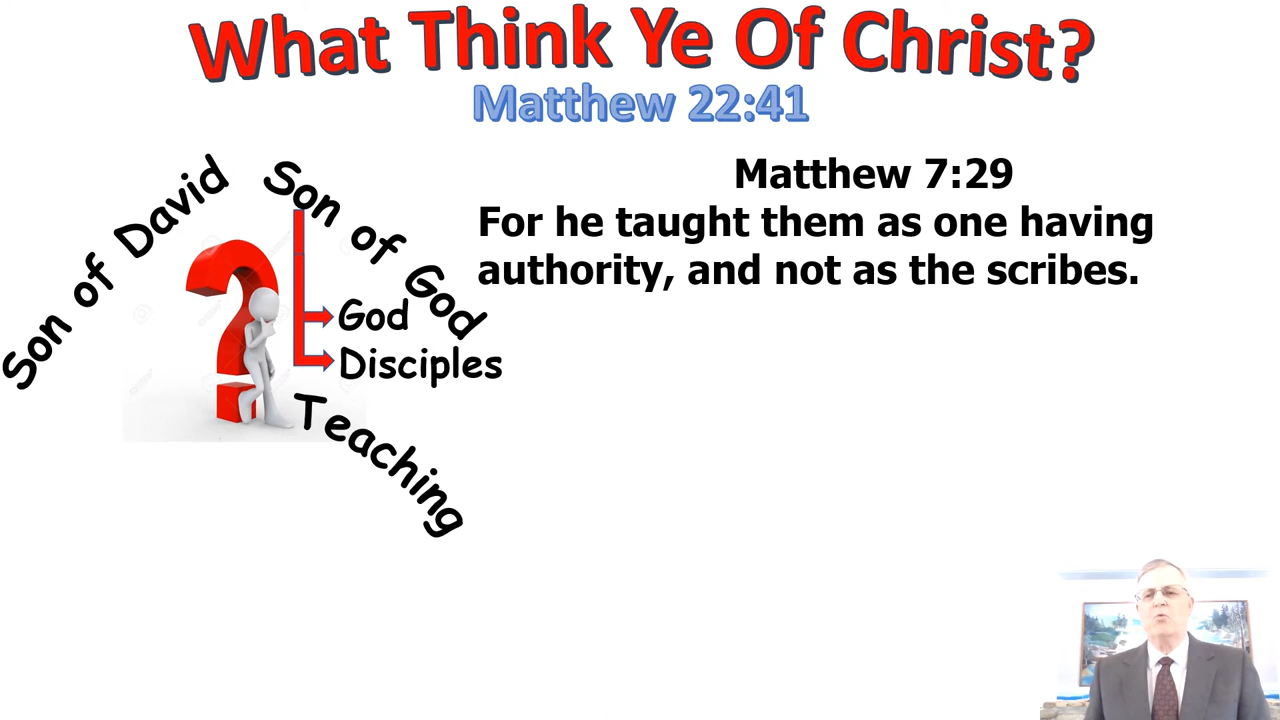 What Think Ye Of Christ?
Matthew 22:41
Son of David
Son of God
God
Disciples
Teaching
Matthew 7:29
For he taught them as one having
authority, and not as the scribes.